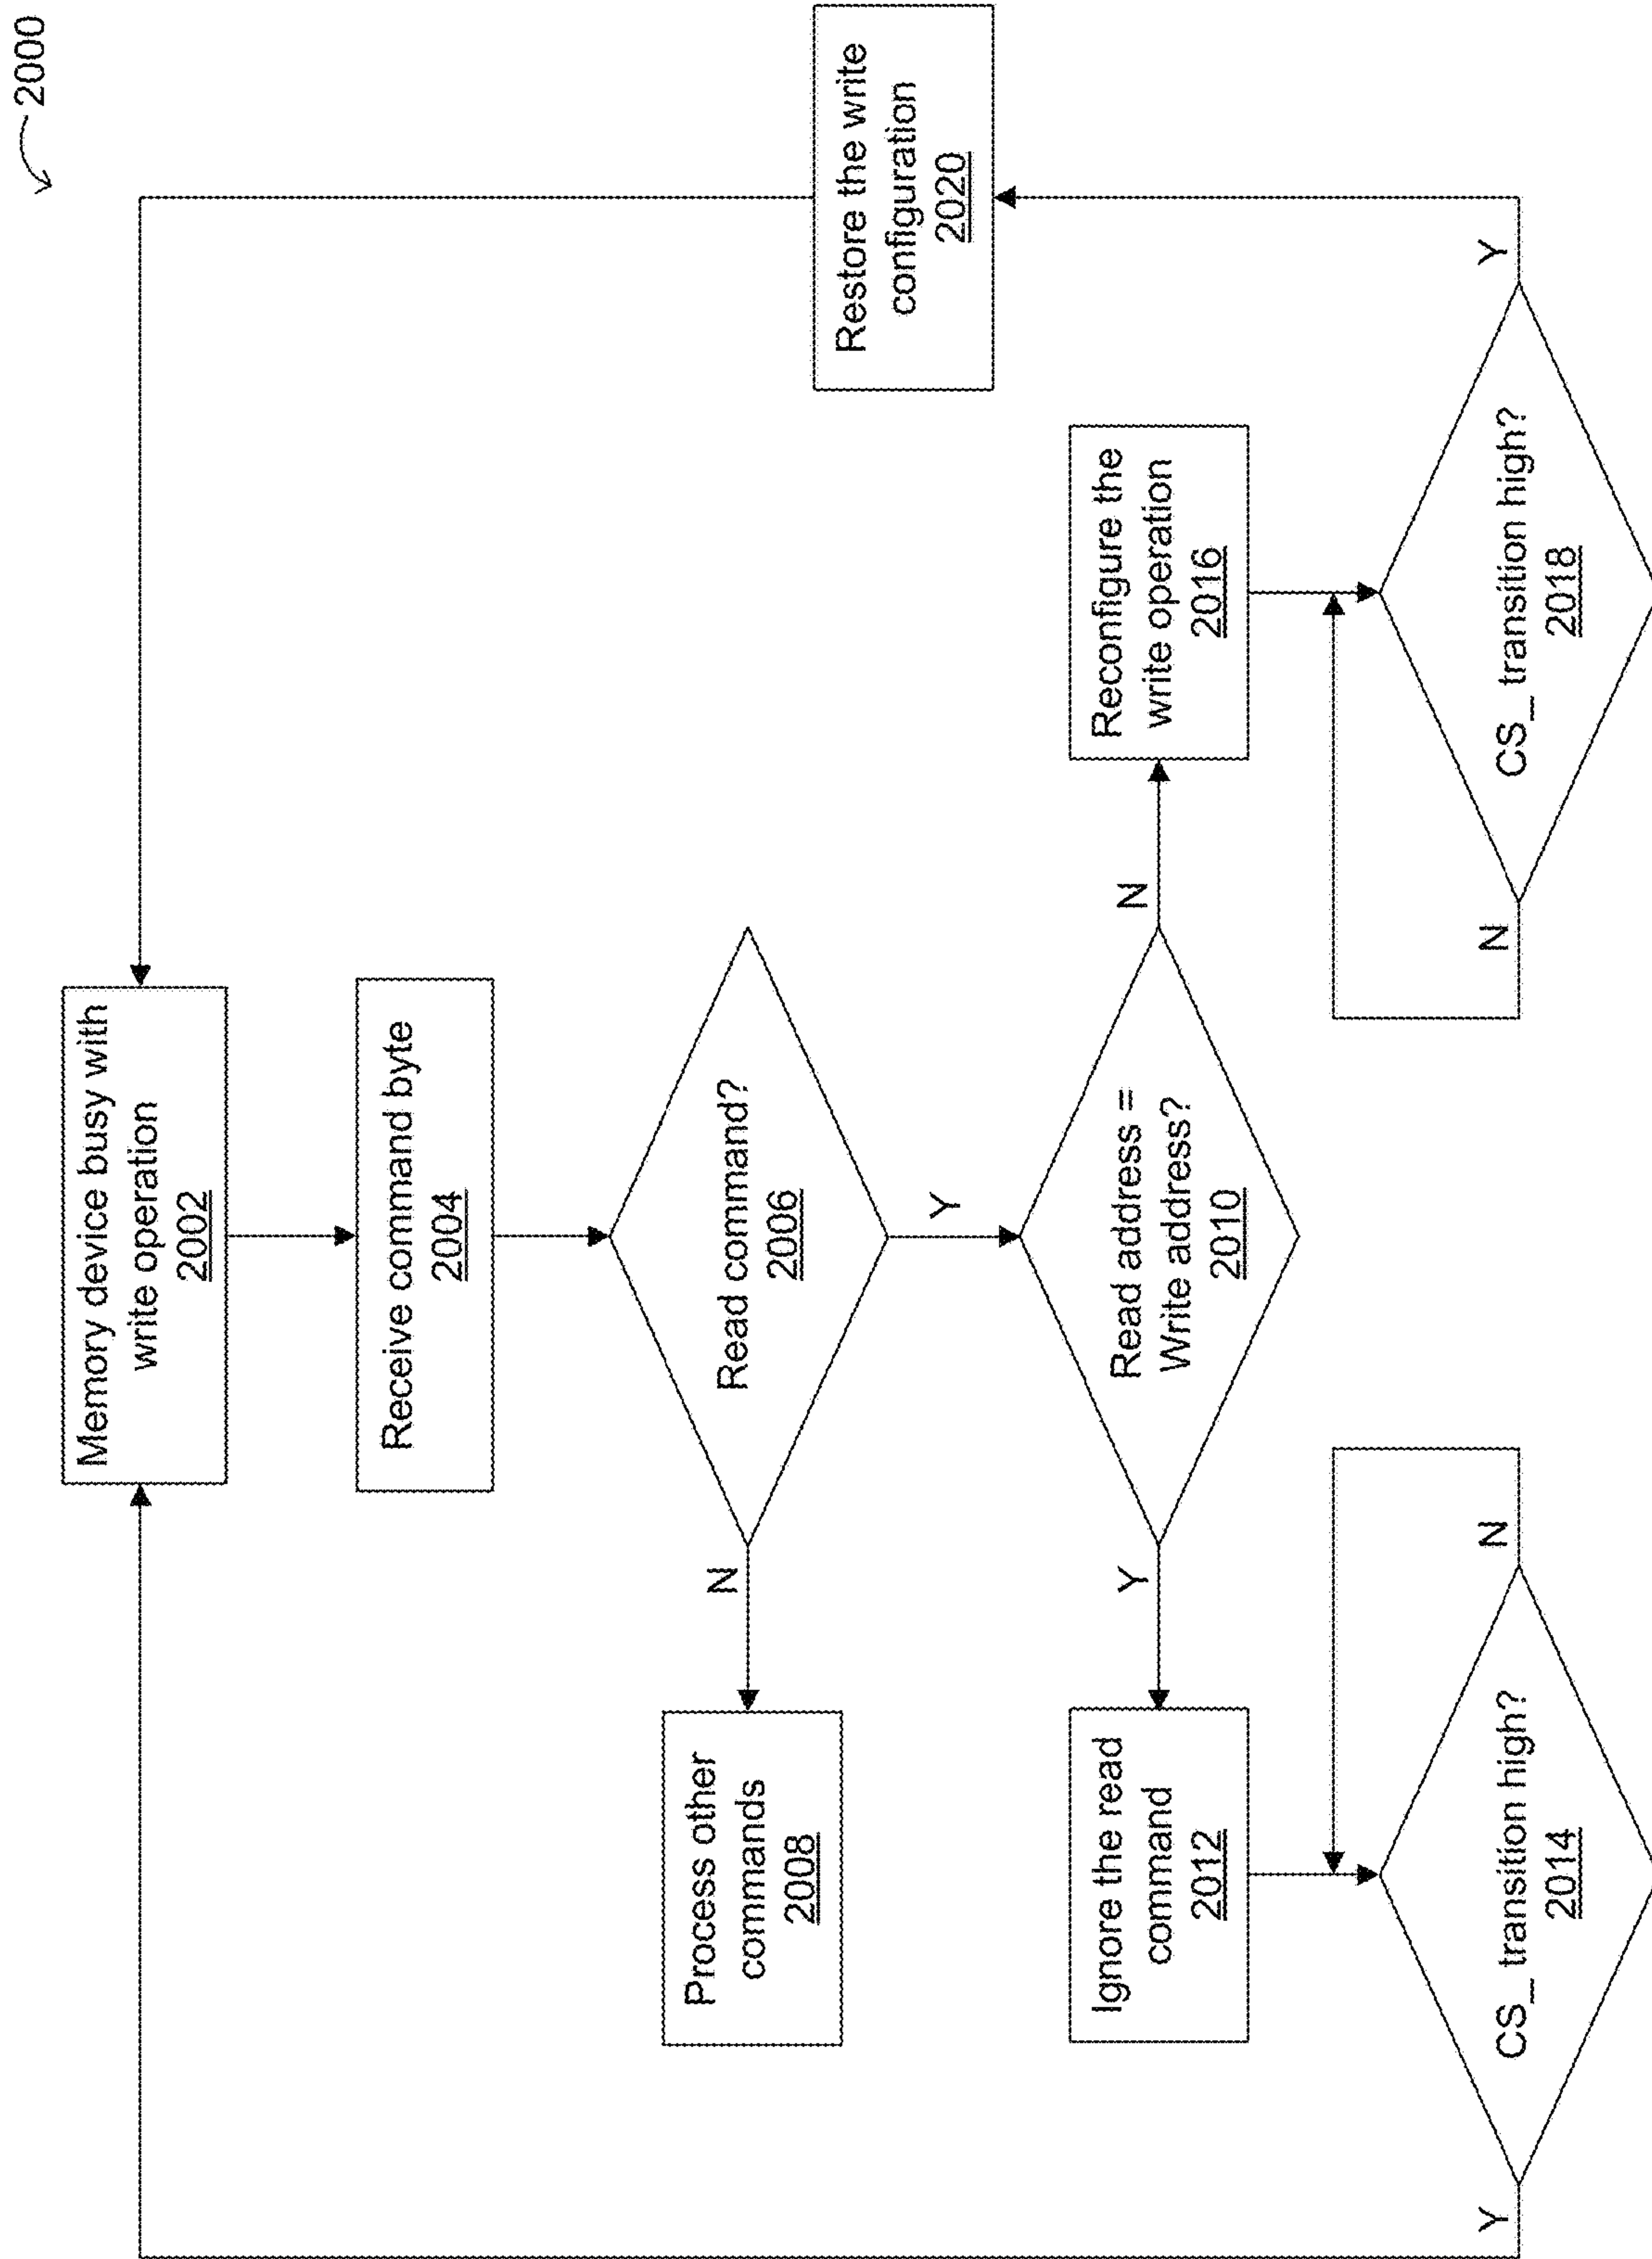 2000
Memory device busy with
write operation
2002
Receive command byte
2004
Read command?
2006
N
Y
Process other
commands
2008
Read address =
Write address?
2010
Y
N
Ignore the read
command
2012
Reconfigure the
write operation
2016
CS_ transition high?
2014
Y
N
CS_ transition high?
2018
N
Y
Restore the write
configuration
2020